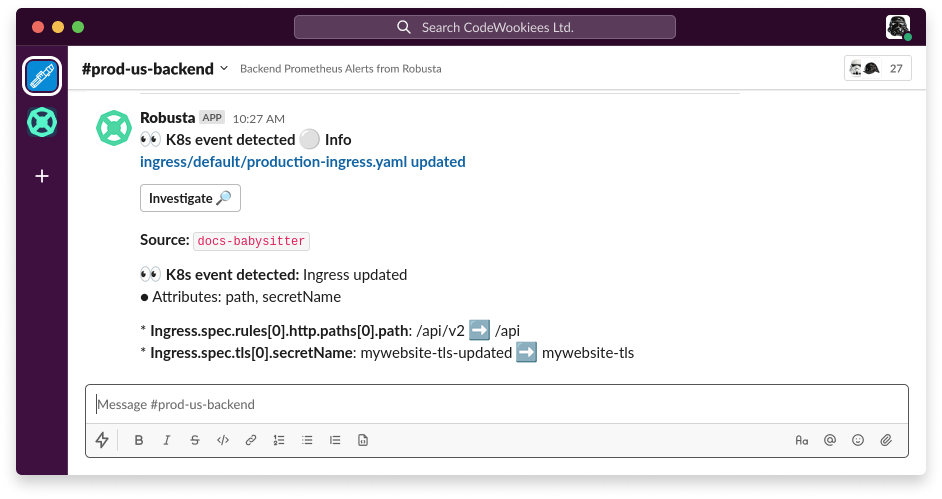 Search CodeWookiees Ltd.
#prod-us-backend Backend Prometheus Alerts from Robusta 27
Robusta APP 10:27 AM
👀 K8s event detected ⚪ Info
ingress/default/production-ingress.yaml updated
Investigate 🔎
Source: docs-babysitter
👀 K8s event detected: Ingress updated
● Attributes: path, secretName
* Ingress.spec.rules[0].http.paths[0].path: /api/v2 ➡️ /api
* Ingress.spec.tls[0].secretName: mywebsite-tls-updated ➡️ mywebsite-tls
Message #prod-us-backend
B I S </> Aa @